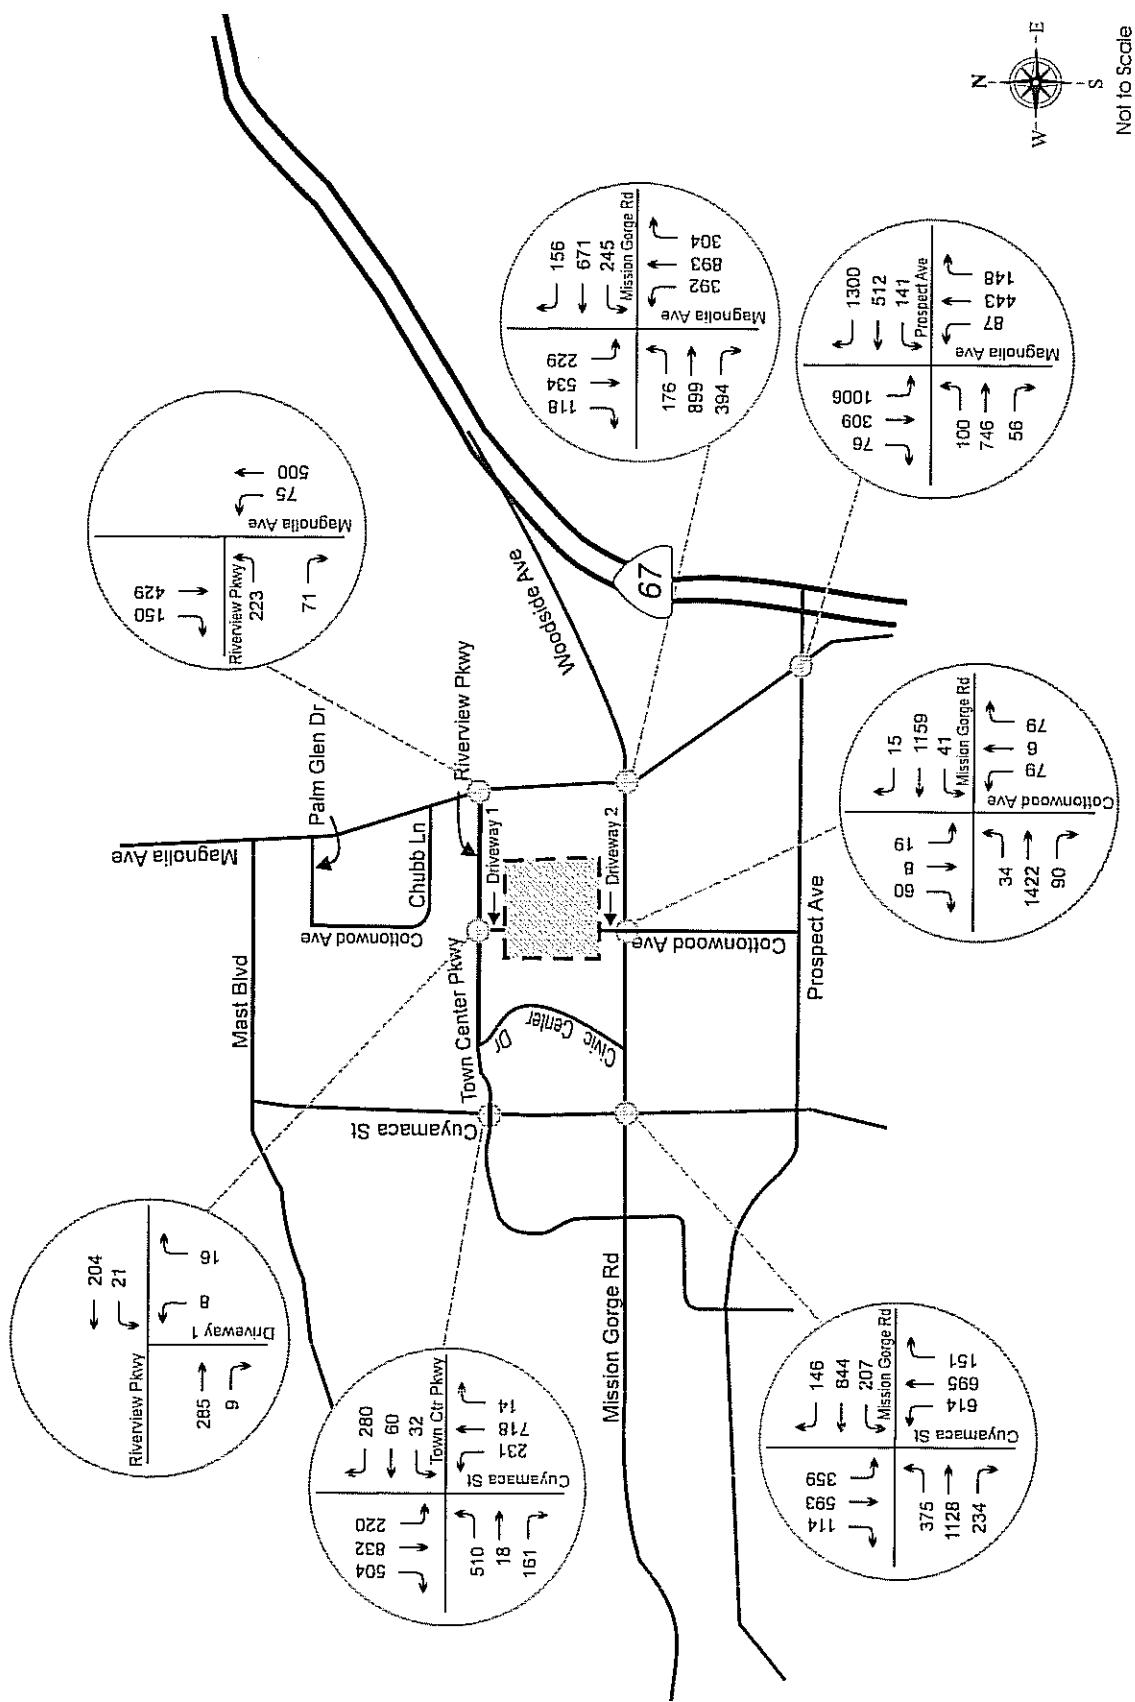 N
E
S
W
Not to Scale
67
Mast Blvd
Magnolia Ave
Palm Glen Dr
Chubb Ln
Cottonwod Ave
Riverview Pkwy
Town Center Pkwy
Cuyamaca St
Driveway 1
Driveway 2
Civic Center Dr
Woodside Ave
Mission Gorge Rd
Cottonwood Ave
Prospect Ave
204
21
Riverview Pkwy
285
9
8
16
Driveway 1
504
832
220
280
60
32
Town Ctr Pkwy
510
18
161
231
718
14
Cuyamaca St
114
593
359
146
844
207
Mission Gorge Rd
375
1128
234
614
695
151
Cuyamaca St
150
429
Riverview Pkwy
223
71
75
500
Magnolia Ave
118
534
229
156
671
245
Mission Gorge Rd
176
899
394
392
893
304
Magnolia Ave
76
309
1006
1300
512
141
Prospect Ave
100
746
56
87
443
148
Magnolia Ave
60
8
19
15
1159
41
Mission Gorge Rd
34
1422
90
79
9
79
Cottonwood Ave